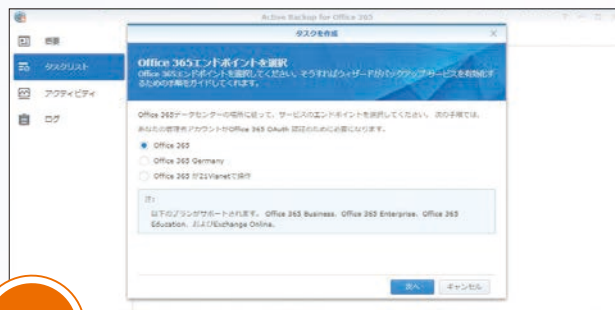 Active Backup for Office 365
概要
タスクリスト
アクティビティ
ログ
タスクを作成
Office 365エンドポイントを選択
Office 365エンドポイントを選択してください。そうすればウィザードがバックアップサービスを有効化するための手順をガイドしてくれます。
Office 365データセンターの場所に従って、サービスのエンドポイントを選択してください。次の手順では、
あなたの管理者アカウントがOffice 365 OAuth 認証のために必要になります。
Office 365
Office 365 Germany
Office 365 が21Vianetで操作
注:
以下のプランがサポートされます。 Office 365 Business、Office 365 Enterprise、Office 365
Education、およびExchange Online。
次へ
キャンセル